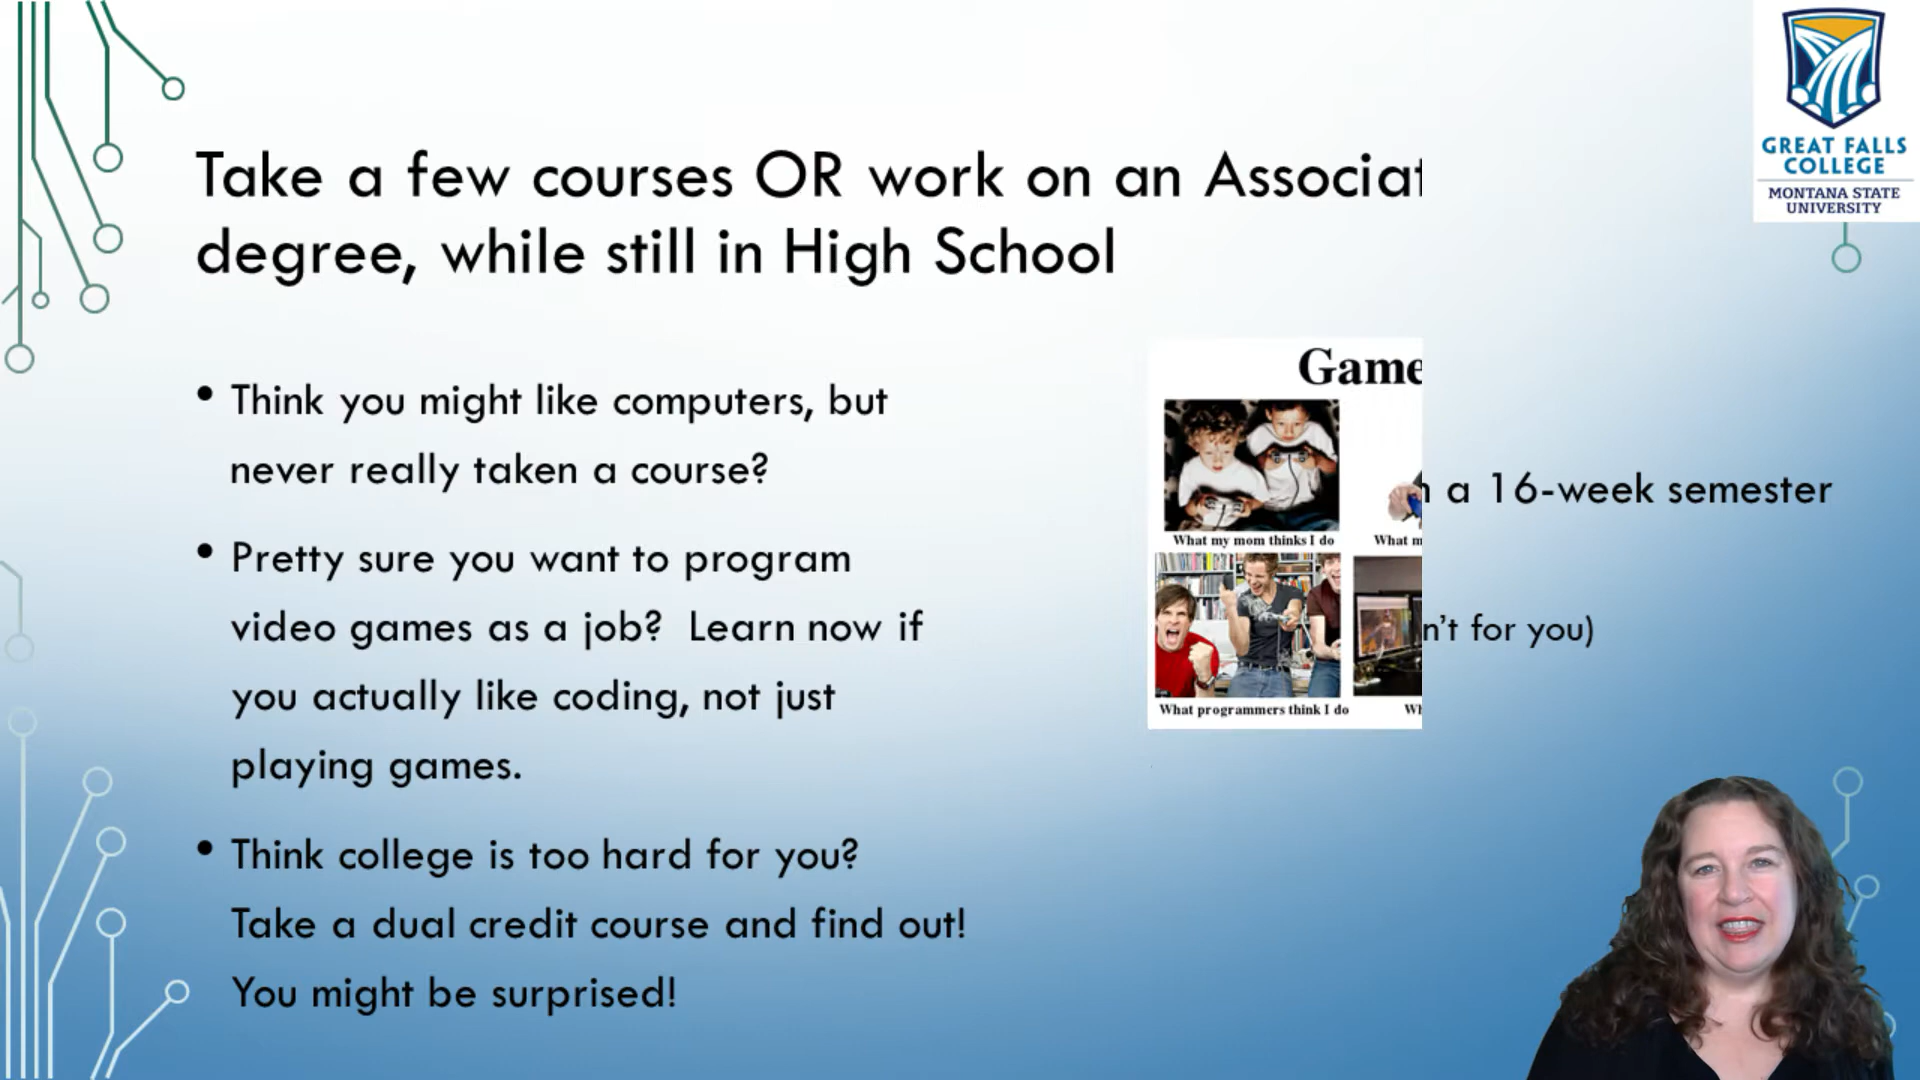 GREAT FALLS
COLLEGE
MONTANA STATE
UNIVERSITY
Take a few courses OR work on an Associat
degree, while still in High School
• Think you might like computers, but
never really taken a course?
• Pretty sure you want to program
video games as a job? Learn now if
you actually like coding, not just
playing games.
• Think college is too hard for you?
Take a dual credit course and find out!
You might be surprised!
Game
What my mom thinks I do
What m
What programmers think I do
Wh
a 16-week semester
n't for you)